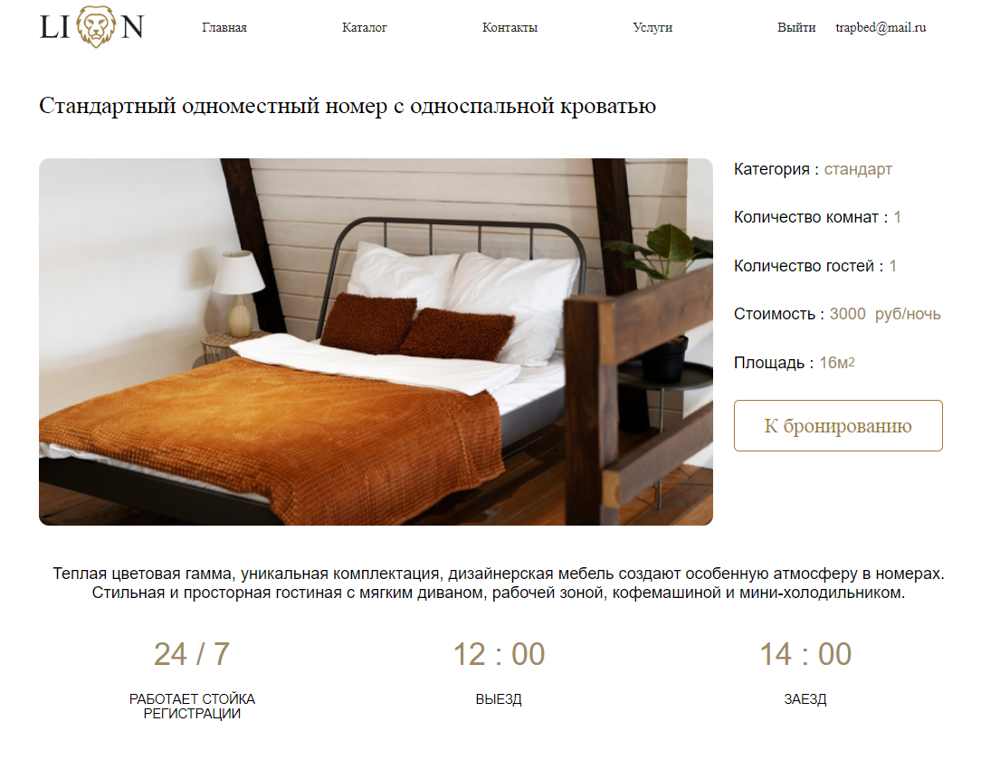 LION
Главная Каталог Контакты Услуги Выйти trapbed@mail.ru
Стандартный одноместный номер с односпальной кроватью
Категория : стандарт
Количество комнат : 1
Количество гостей : 1
Стоимость : 3000 руб/ночь
Площадь : 16м2
К бронированию
Теплая цветовая гамма, уникальная комплектация, дизайнерская мебель создают особенную атмосферу в номерах.
Стильная и просторная гостиная с мягким диваном, рабочей зоной, кофемашиной и мини-холодильником.
24 / 7 12 : 00 14 : 00
РАБОТАЕТ СТОЙКА ВЫЕЗД ЗАЕЗД
РЕГИСТРАЦИИ